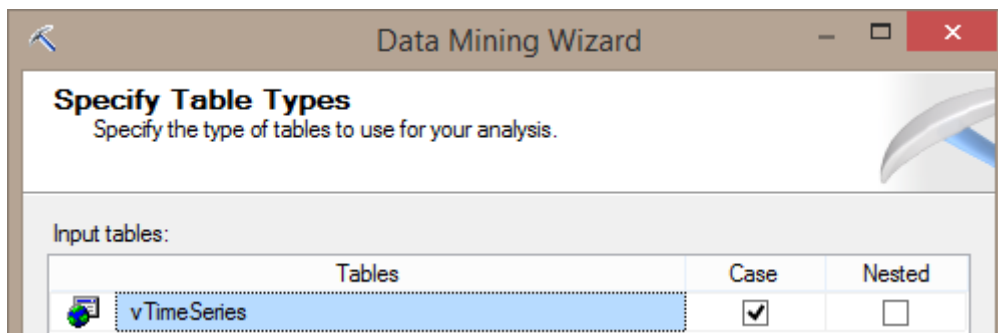 Data Mining Wizard
Specify Table Types
Specify the type of tables to use for your analysis.
Input tables:
Tables Case Nested
vTimeSeries